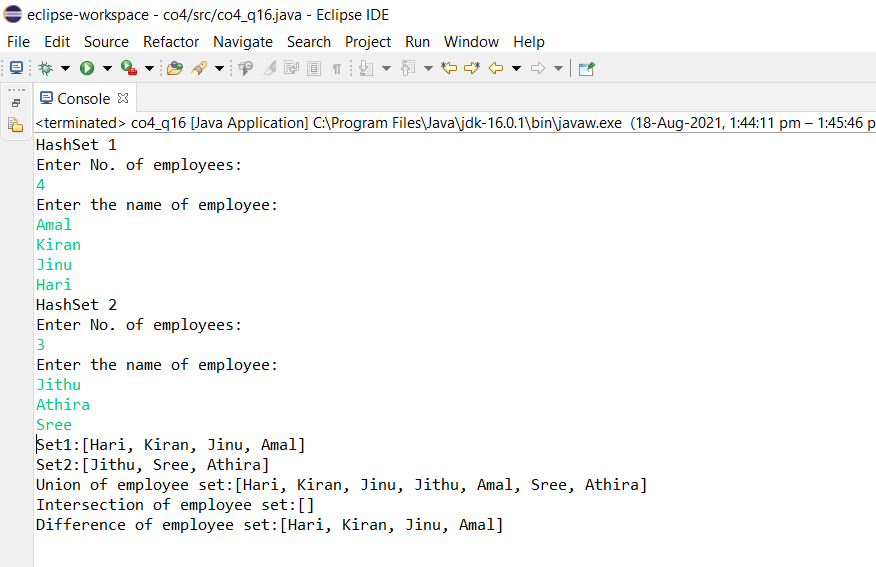 eclipse-workspace - co4/src/co4_q16.java - Eclipse IDE
File Edit Source Refactor Navigate Search Project Run Window Help
Console
<terminated> co4_q16 [Java Application] C:\Program Files\Java\jdk-16.0.1\bin\javaw.exe (18-Aug-2021, 1:44:11 pm – 1:45:46 p
HashSet 1
Enter No. of employees:
4
Enter the name of employee:
Amal
Kiran
Jinu
Hari
HashSet 2
Enter No. of employees:
3
Enter the name of employee:
Jithu
Athira
Sree
Set1:[Hari, Kiran, Jinu, Amal]
Set2:[Jithu, Sree, Athira]
Union of employee set:[Hari, Kiran, Jinu, Jithu, Amal, Sree, Athira]
Intersection of employee set:[]
Difference of employee set:[Hari, Kiran, Jinu, Amal]